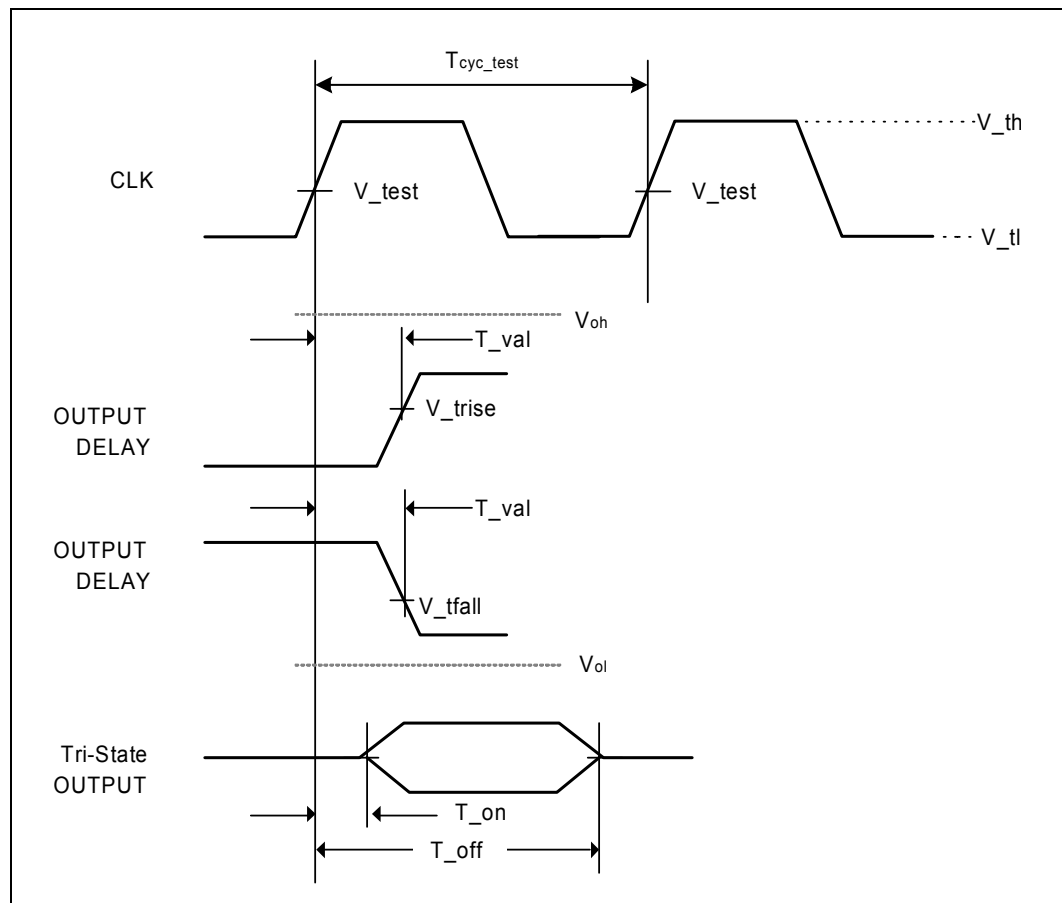 Tcyc_test
V_th
CLK
V_test
V_test
V_tl
Voh
T_val
V_trise
OUTPUT
DELAY
T_val
OUTPUT
DELAY
V_tfall
Vol
Tri-State
OUTPUT
T_on
T_off